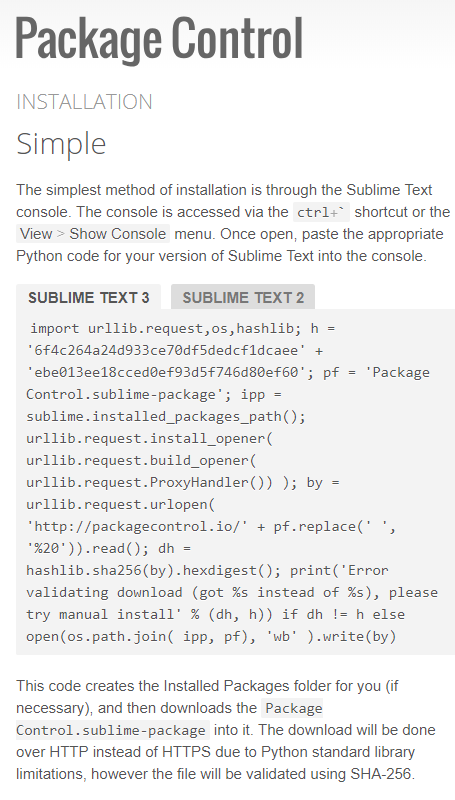 Package Control
INSTALLATION
Simple
The simplest method of installation is through the Sublime Text
console. The console is accessed via the ctrl+` shortcut or the
View > Show Console menu. Once open, paste the appropriate
Python code for your version of Sublime Text into the console.
SUBLIME TEXT 3 SUBLIME TEXT 2
import urllib.request,os,hashlib; h =
'6f4c264a24d933ce70df5dedcf1dcaee' +
'ebe013ee18cced0ef93d5f746d80ef60'; pf = 'Package
Control.sublime-package'; ipp =
sublime.installed_packages_path();
urllib.request.install_opener(
urllib.request.build_opener(
urllib.request.ProxyHandler()) ); by =
urllib.request.urlopen(
'http://packagecontrol.io/' + pf.replace(' ',
'%20')).read(); dh =
hashlib.sha256(by).hexdigest(); print('Error
validating download (got %s instead of %s), please
try manual install' % (dh, h)) if dh != h else
open(os.path.join( ipp, pf), 'wb' ).write(by)
This code creates the Installed Packages folder for you (if
necessary), and then downloads the Package
Control.sublime-package into it. The download will be done
over HTTP instead of HTTPS due to Python standard library
limitations, however the file will be validated using SHA-256.